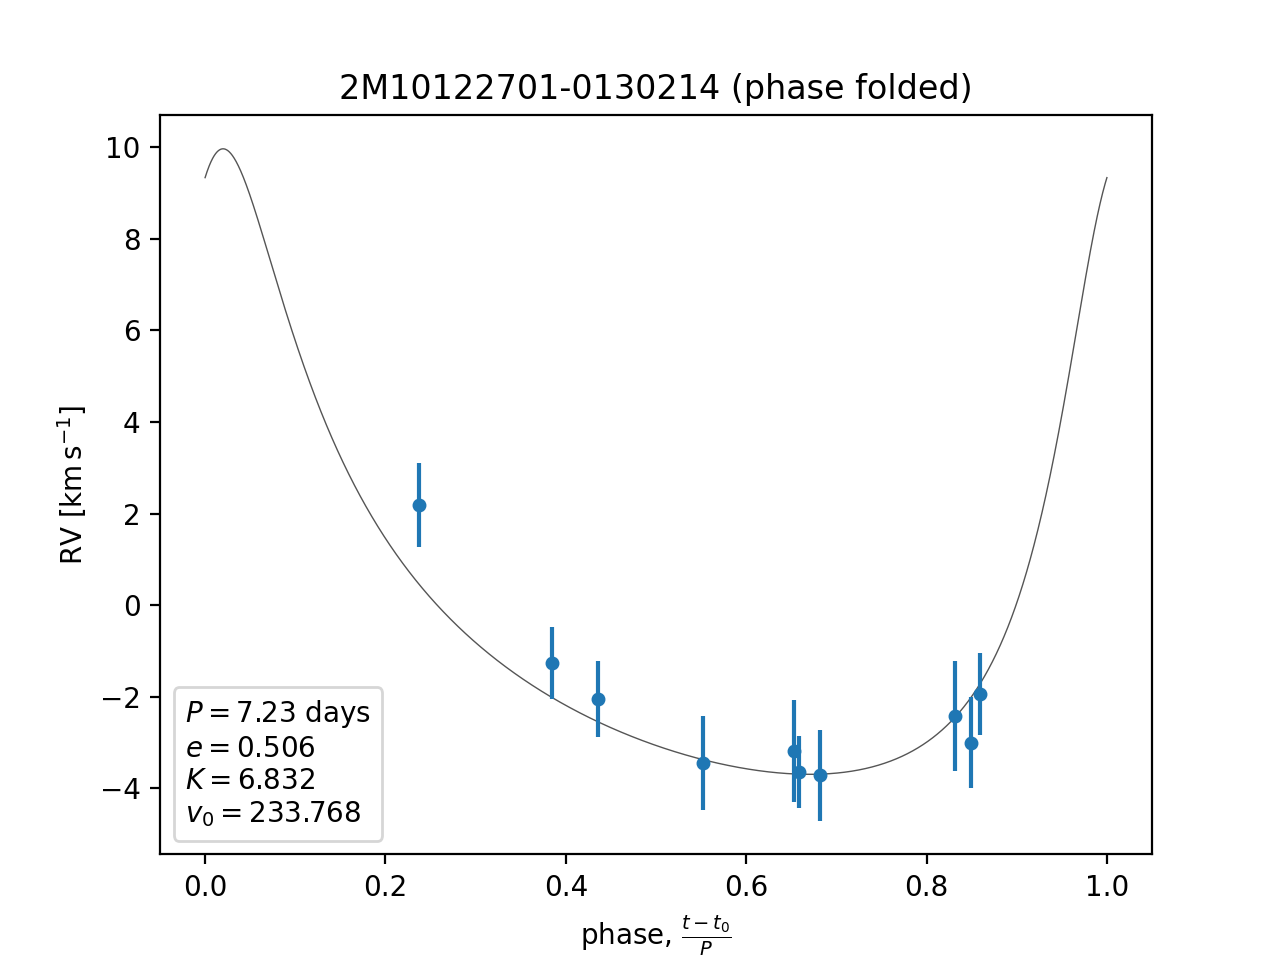 2M10122701-0130214 (phase folded)
RV [km s⁻¹]
10
8
6
4
2
0
−2
−4
P = 7.23 days
e = 0.506
K = 6.832
v₀ = 233.768
0.0 0.2 0.4 0.6 0.8 1.0
phase, (t − t₀)/P